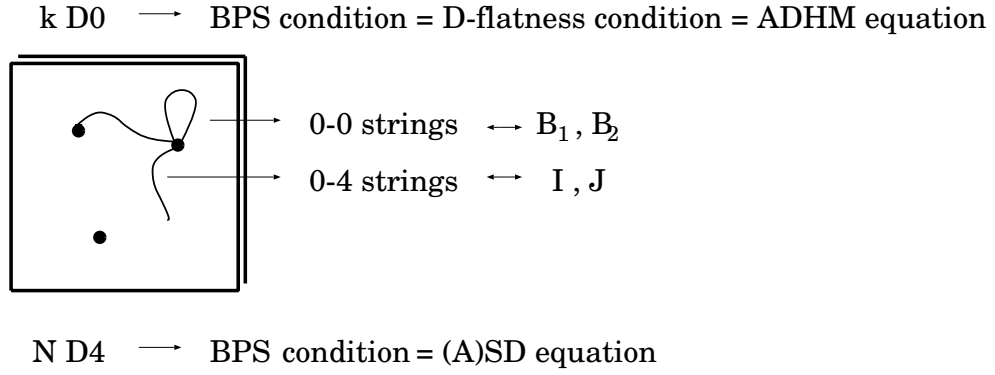 k D0 → BPS condition = D-flatness condition = ADHM equation
0-0 strings ↔ B₁ , B₂
0-4 strings ↔ I , J
N D4 → BPS condition = (A)SD equation